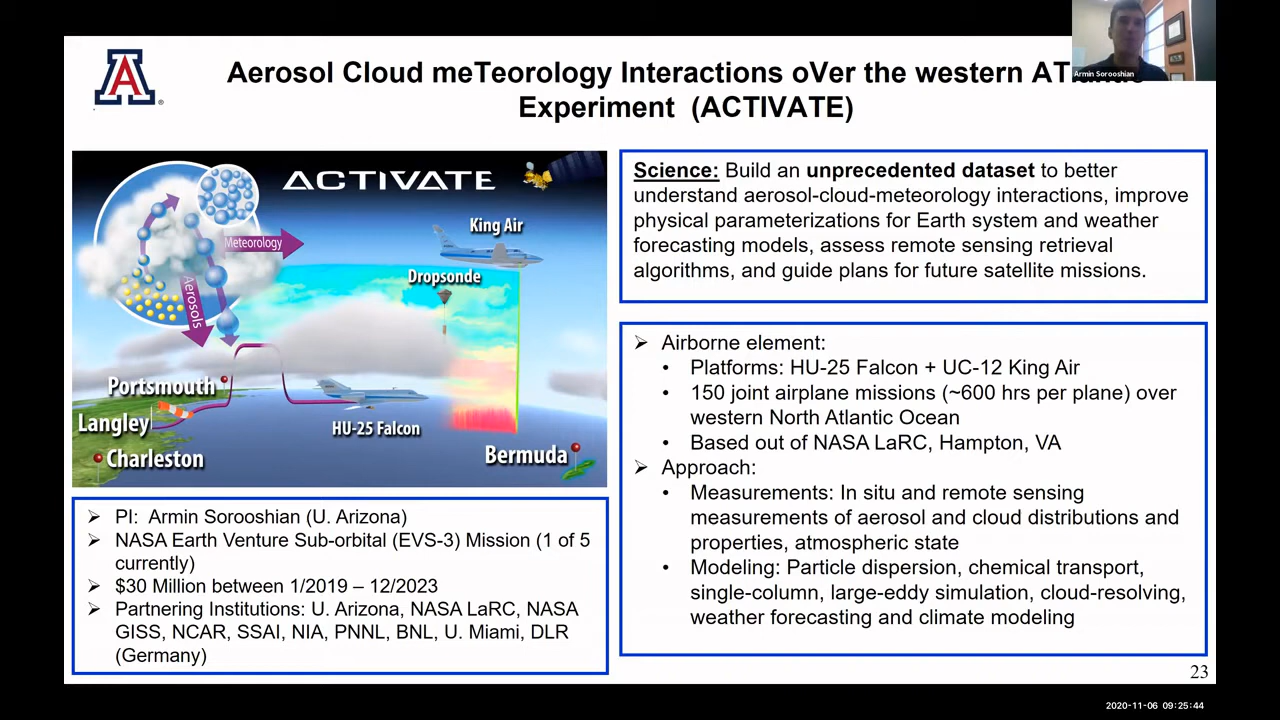 Armin Sorooshian
Aerosol Cloud meTeorology Interactions oVer the western
Experiment (ACTIVATE)
A
®
ACTIVATE
King Air
Meteorology
Dropsonde
Aerosols
Portsmouth
Langley
HU-25 Falcon
Charleston
Bermuda
PI: Armin Sorooshian (U. Arizona)
NASA Earth Venture Sub-orbital (EVS-3) Mission (1 of 5
currently)
$30 Million between 1/2019 – 12/2023
Partnering Institutions: U. Arizona, NASA LaRC, NASA
GISS, NCAR, SSAI, NIA, PNNL, BNL, U. Miami, DLR
(Germany)
Science: Build an unprecedented dataset to better
understand aerosol-cloud-meteorology interactions, improve
physical parameterizations for Earth system and weather
forecasting models, assess remote sensing retrieval
algorithms, and guide plans for future satellite missions.
➢ Airborne element:
• Platforms: HU-25 Falcon + UC-12 King Air
• 150 joint airplane missions (~600 hrs per plane) over
western North Atlantic Ocean
• Based out of NASA LaRC, Hampton, VA
➢ Approach:
• Measurements: In situ and remote sensing
measurements of aerosol and cloud distributions and
properties, atmospheric state
• Modeling: Particle dispersion, chemical transport,
single-column, large-eddy simulation, cloud-resolving,
weather forecasting and climate modeling
23
2020-11-06 09:25:44